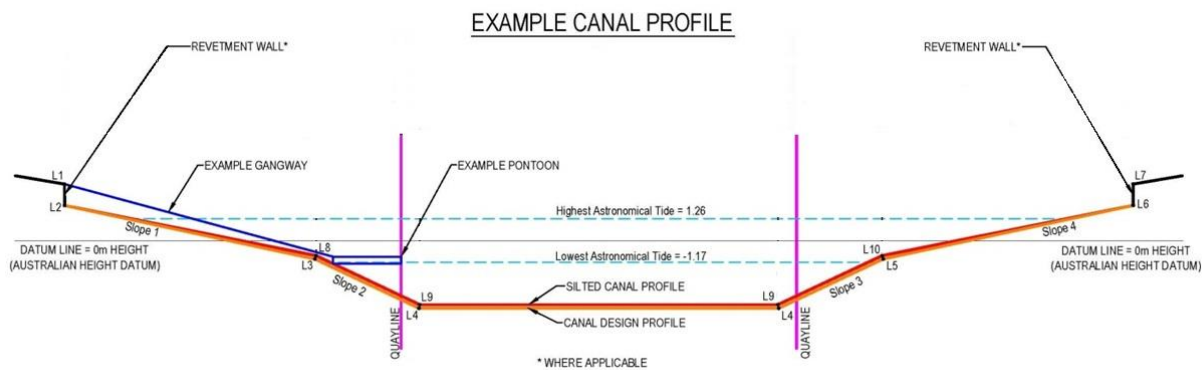 EXAMPLE CANAL PROFILE
REVETMENT WALL*
REVETMENT WALL*
EXAMPLE GANGWAY
EXAMPLE PONTOON
L1
L7
L2
L6
Slope 1
Highest Astronomical Tide = 1.26
Slope 4
DATUM LINE = 0m HEIGHT
(AUSTRALIAN HEIGHT DATUM)
L8
Lowest Astronomical Tide = -1.17
L10
DATUM LINE = 0m HEIGHT
(AUSTRALIAN HEIGHT DATUM)
L3
L5
Slope 2
SILTED CANAL PROFILE
Slope 3
L9
L9
L4
CANAL DESIGN PROFILE
L4
QUAYLINE
QUAYLINE
* WHERE APPLICABLE